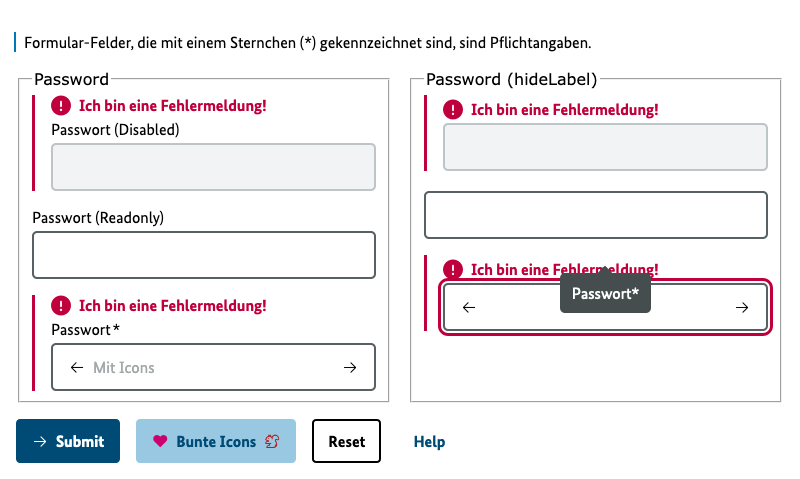 Formular-Felder, die mit einem Sternchen (*) gekennzeichnet sind, sind Pflichtangaben.
Password
Ich bin eine Fehlermeldung!
Passwort (Disabled)
Passwort (Readonly)
Ich bin eine Fehlermeldung!
Passwort*
← Mit Icons →
Password (hideLabel)
Ich bin eine Fehlermeldung!
Ich bin eine Fehlermeldung!
Passwort*
← →
→ Submit
Bunte Icons
Reset
Help